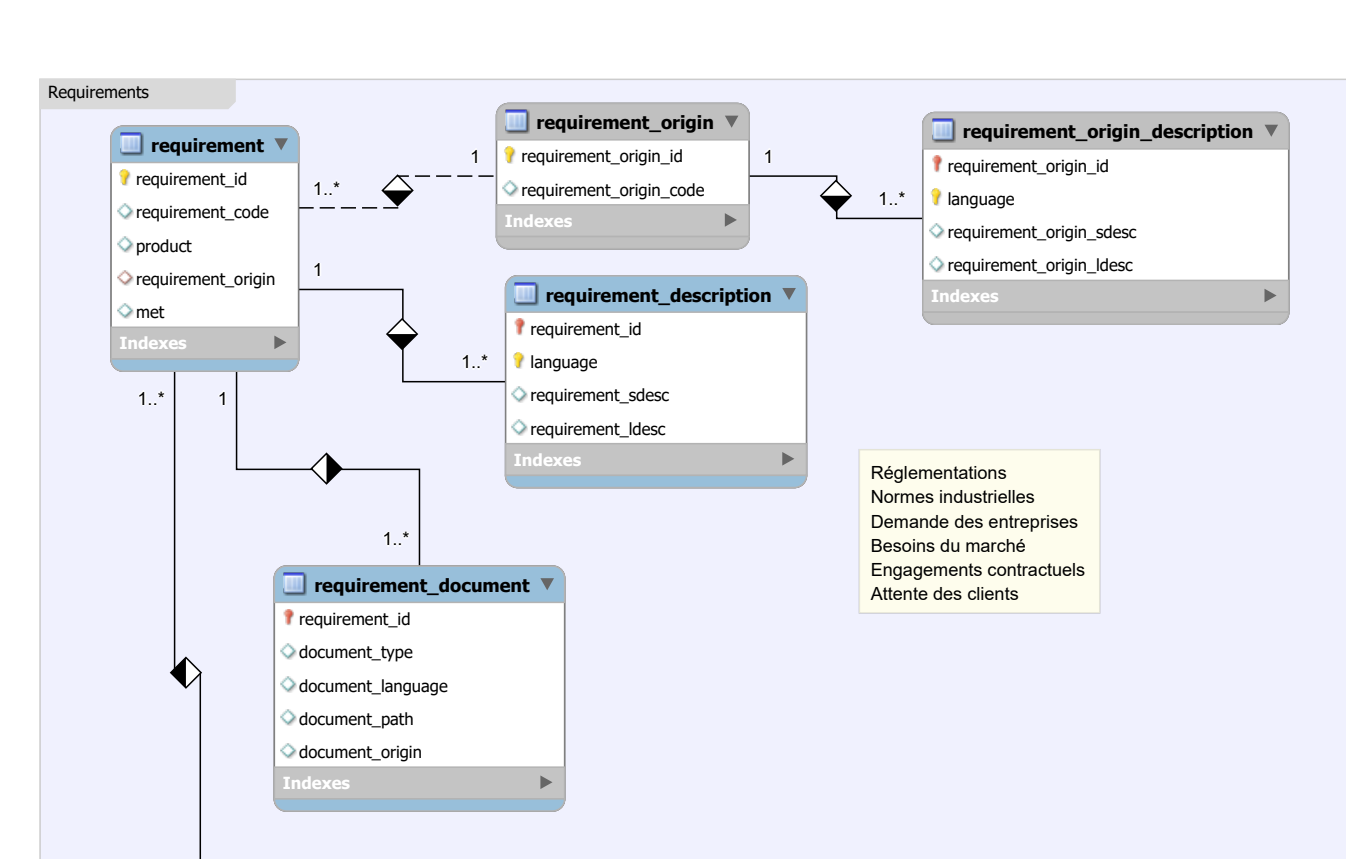 Requirements
requirement
requirement_id
requirement_code
product
requirement_origin
met
Indexes
1..*
1
requirement_origin
requirement_origin_id
requirement_origin_code
Indexes
1
1..*
requirement_origin_description
requirement_origin_id
language
requirement_origin_sdesc
requirement_origin_ldesc
Indexes
1
1..*
requirement_description
requirement_id
language
requirement_sdesc
requirement_ldesc
Indexes
1..*
1
1..*
requirement_document
requirement_id
document_type
document_language
document_path
document_origin
Indexes
Réglementations
Normes industrielles
Demande des entreprises
Besoins du marché
Engagements contractuels
Attente des clients